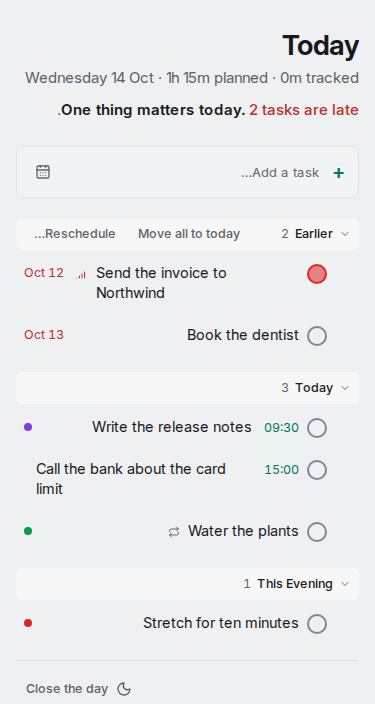 Today
Wednesday 14 Oct · 1h 15m planned · 0m tracked
.One thing matters today. 2 tasks are late
+ ...Add a task
Earlier 2 Move all to today ...Reschedule
Send the invoice to Oct 12
Northwind
Book the dentist Oct 13
Today 3
09:30 Write the release notes
15:00 Call the bank about the card
limit
Water the plants
This Evening 1
Stretch for ten minutes
Close the day